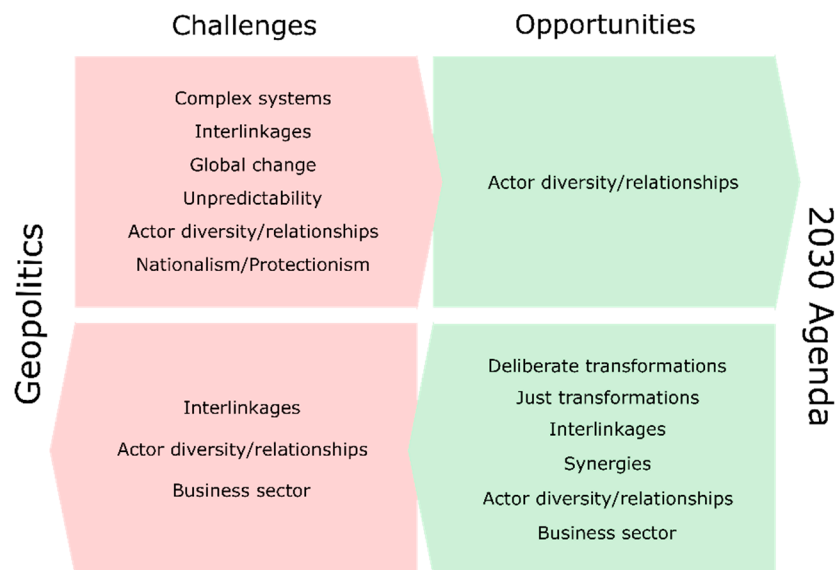 Challenges
Opportunities
Complex systems
Interlinkages
Global change
Unpredictability
Actor diversity/relationships
Nationalism/Protectionism
Actor diversity/relationships
Geopolitics
2030 Agenda
Interlinkages
Actor diversity/relationships
Business sector
Deliberate transformations
Just transformations
Interlinkages
Synergies
Actor diversity/relationships
Business sector